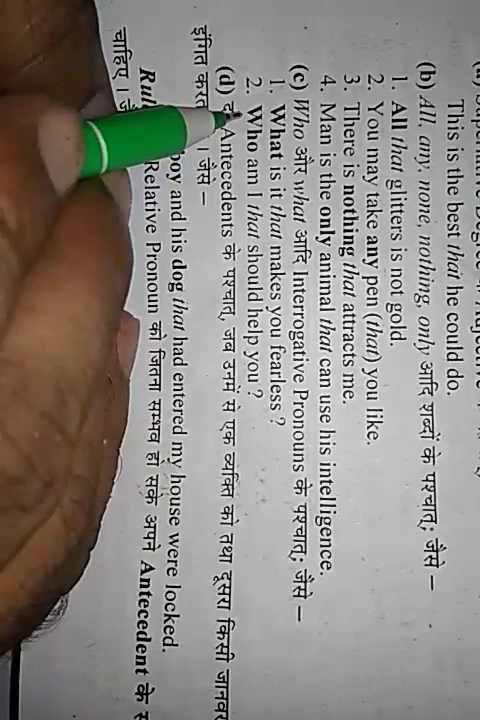 This is the best that he could do.
(b) All, any, none, nothing, only आदि शब्दों के पश्चात्; जैसे —
1. All that glitters is not gold.
2. You may take any pen (that) you like.
3. There is nothing that attracts me.
4. Man is the only animal that can use his intelligence.
(c) Who और what आदि Interrogative Pronouns के पश्चात्; जैसे —
1. What is it that makes you fearless ?
2. Who am I that should help you ?
(d) Antecedents के पश्चात्, जब उनमें से एक व्यक्ति को तथा दूसरा किसी जानवर
इंगित जैसे —
boy and his dog that had entered my house were locked.
Relative Pronoun को जितना सम्भव हो सके अपने Antecedent के
चाहिए ।